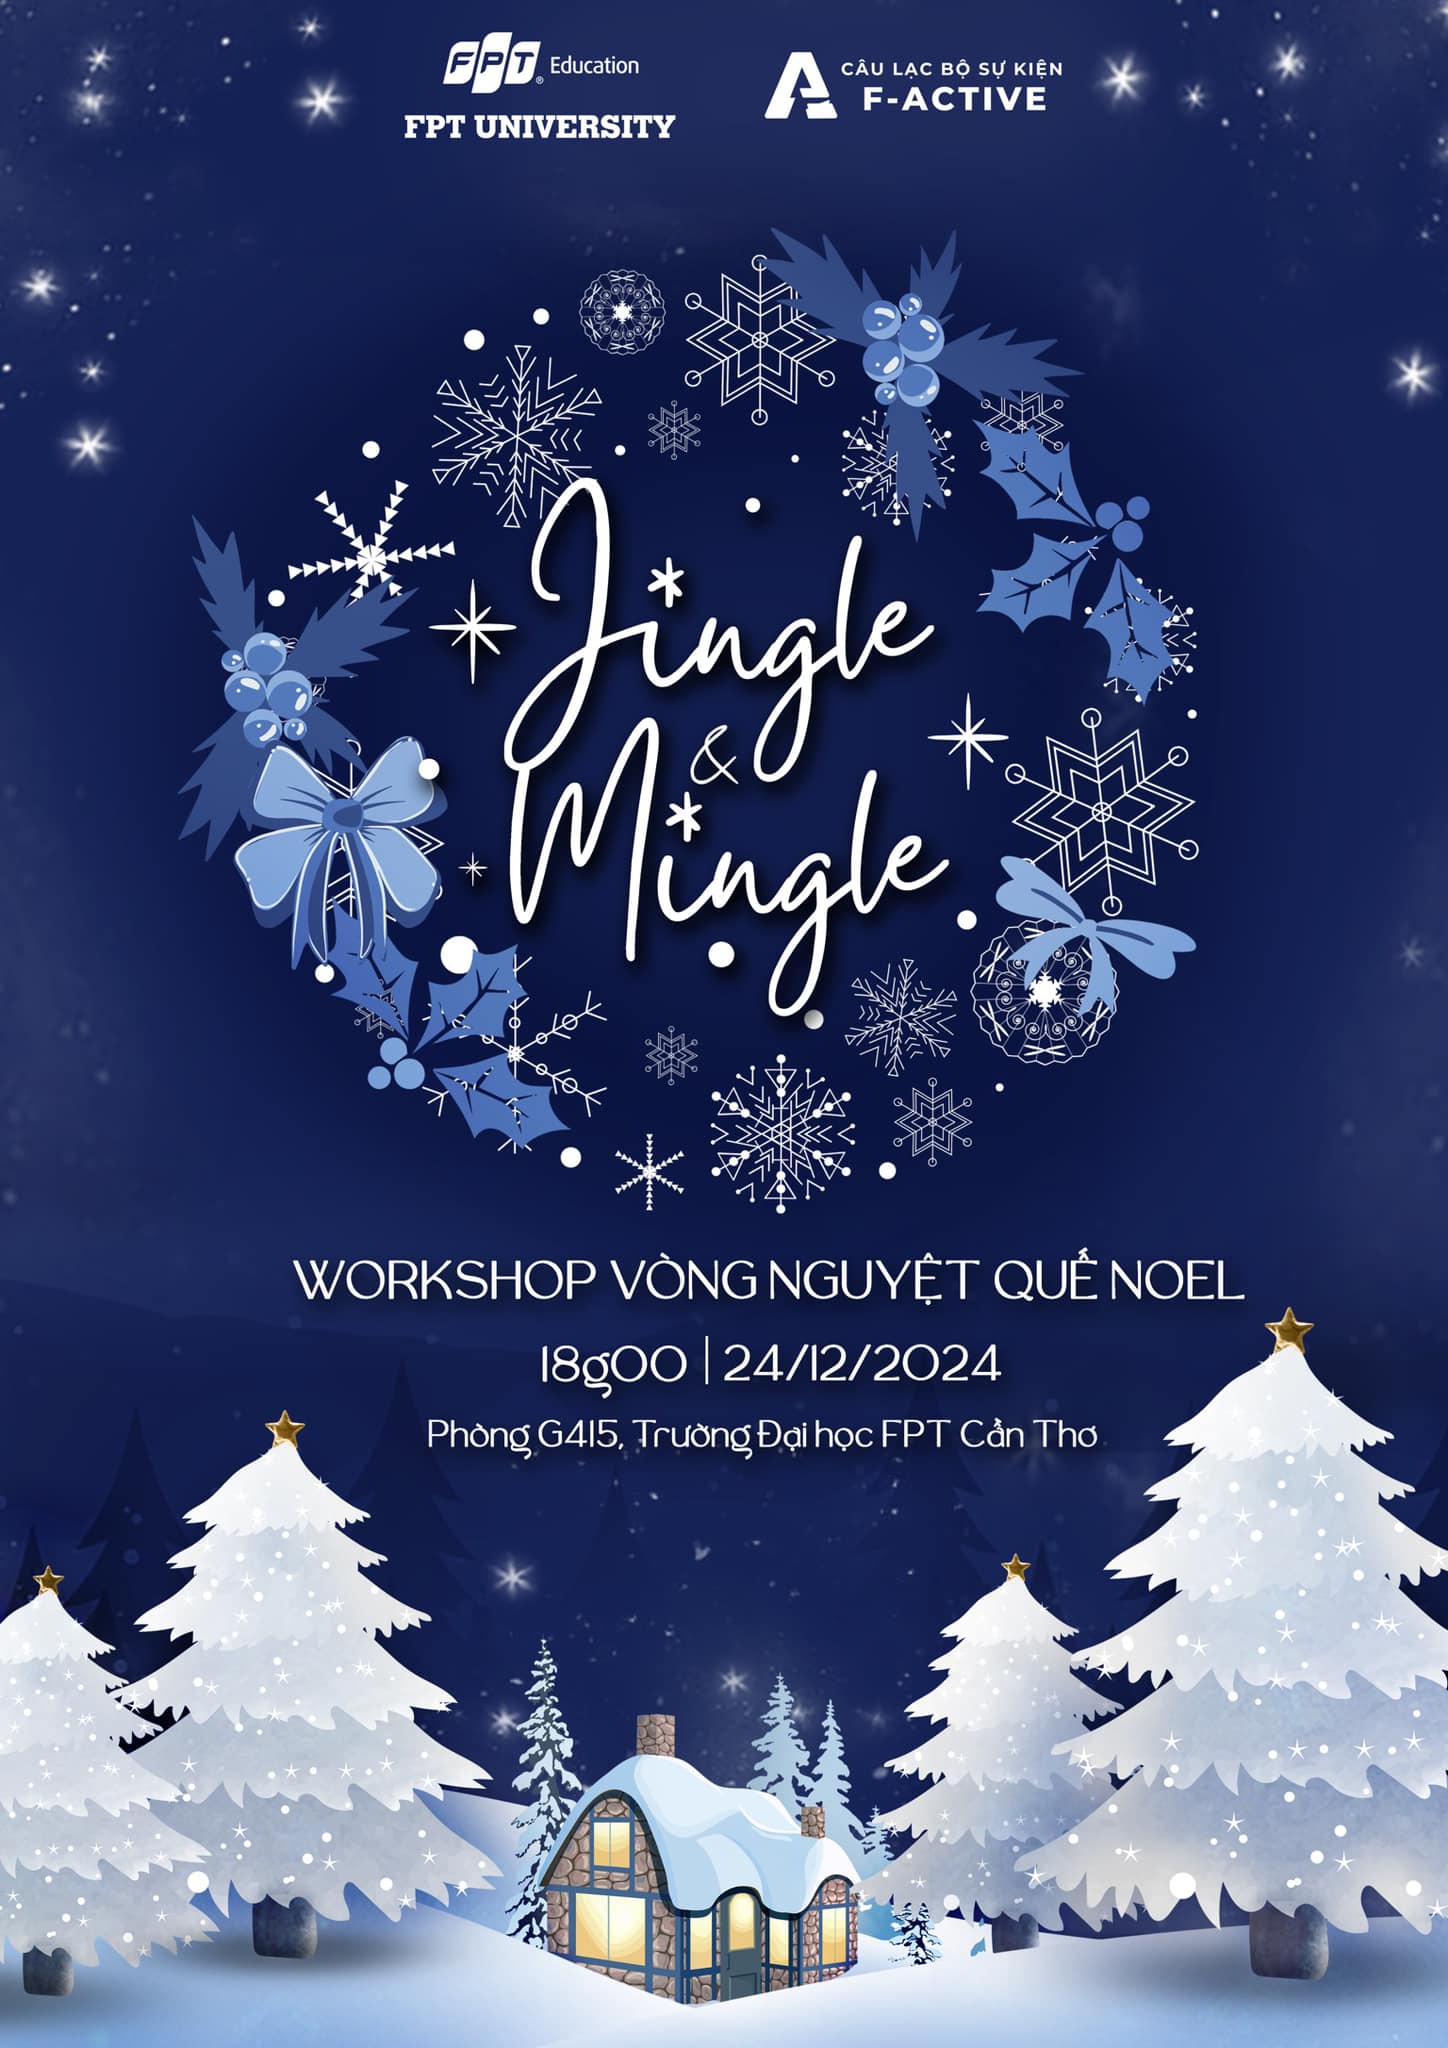 FPT Education
FPT UNIVERSITY
CÂU LẠC BỘ SỰ KIỆN
F-ACTIVE
Jingle
&
Mingle
WORKSHOP VÒNG NGUYỆT QUẾ NOEL
18g00 | 24/12/2024
Phòng G415, Trường Đại học FPT Cần Thơ